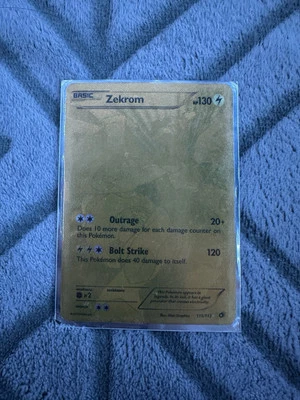 BASIC
Zekrom
HP130
Outrage 20+
Does 10 more damage for each damage counter on
this Pokémon.
Bolt Strike 120
This Pokémon does 40 damage to itself.
×2